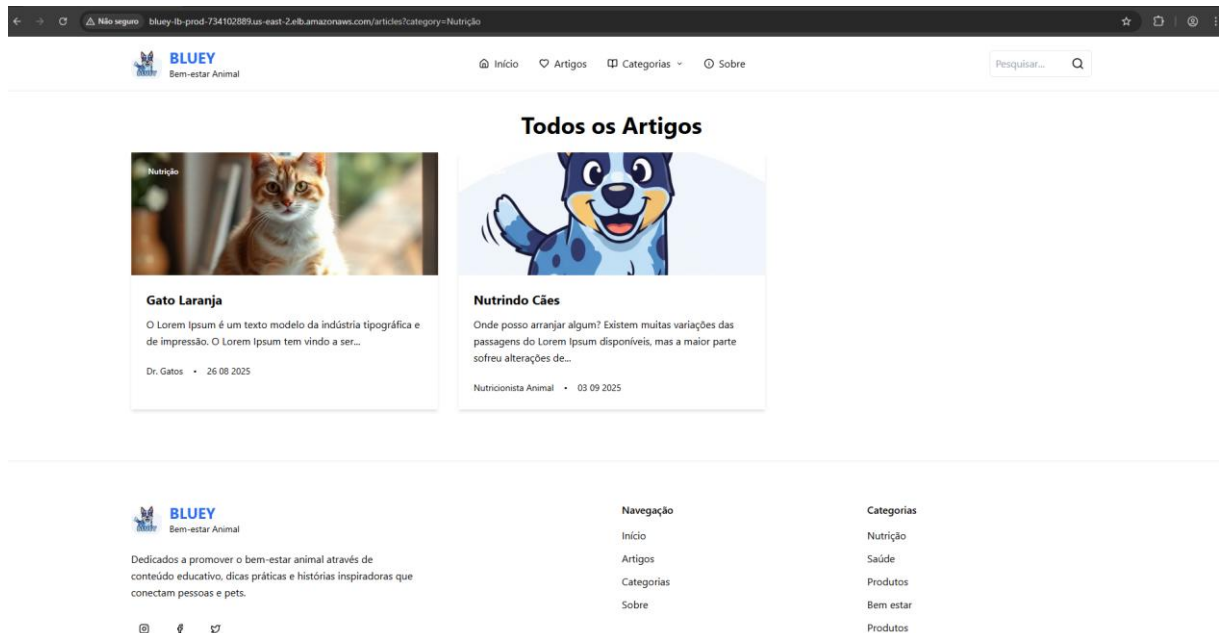 Não seguro bluey-lb-prod-734102889.us-east-2.elb.amazonaws.com/articles?category=Nutrição
BLUEY
Bem-estar Animal
Início Artigos Categorias Sobre
Pesquisar...
Todos os Artigos
Nutrição
Gato Laranja
O Lorem Ipsum é um texto modelo da indústria tipográfica e
de impressão. O Lorem Ipsum tem vindo a ser...
Dr. Gatos • 26 08 2025
Nutrindo Cães
Onde posso arranjar algum? Existem muitas variações das
passagens do Lorem Ipsum disponíveis, mas a maior parte
sofreu alterações de...
Nutricionista Animal • 03 09 2025
BLUEY
Bem-estar Animal
Dedicados a promover o bem-estar animal através de
conteúdo educativo, dicas práticas e histórias inspiradoras que
conectam pessoas e pets.
Navegação
Início
Artigos
Categorias
Sobre
Categorias
Nutrição
Saúde
Produtos
Bem estar
Produtos